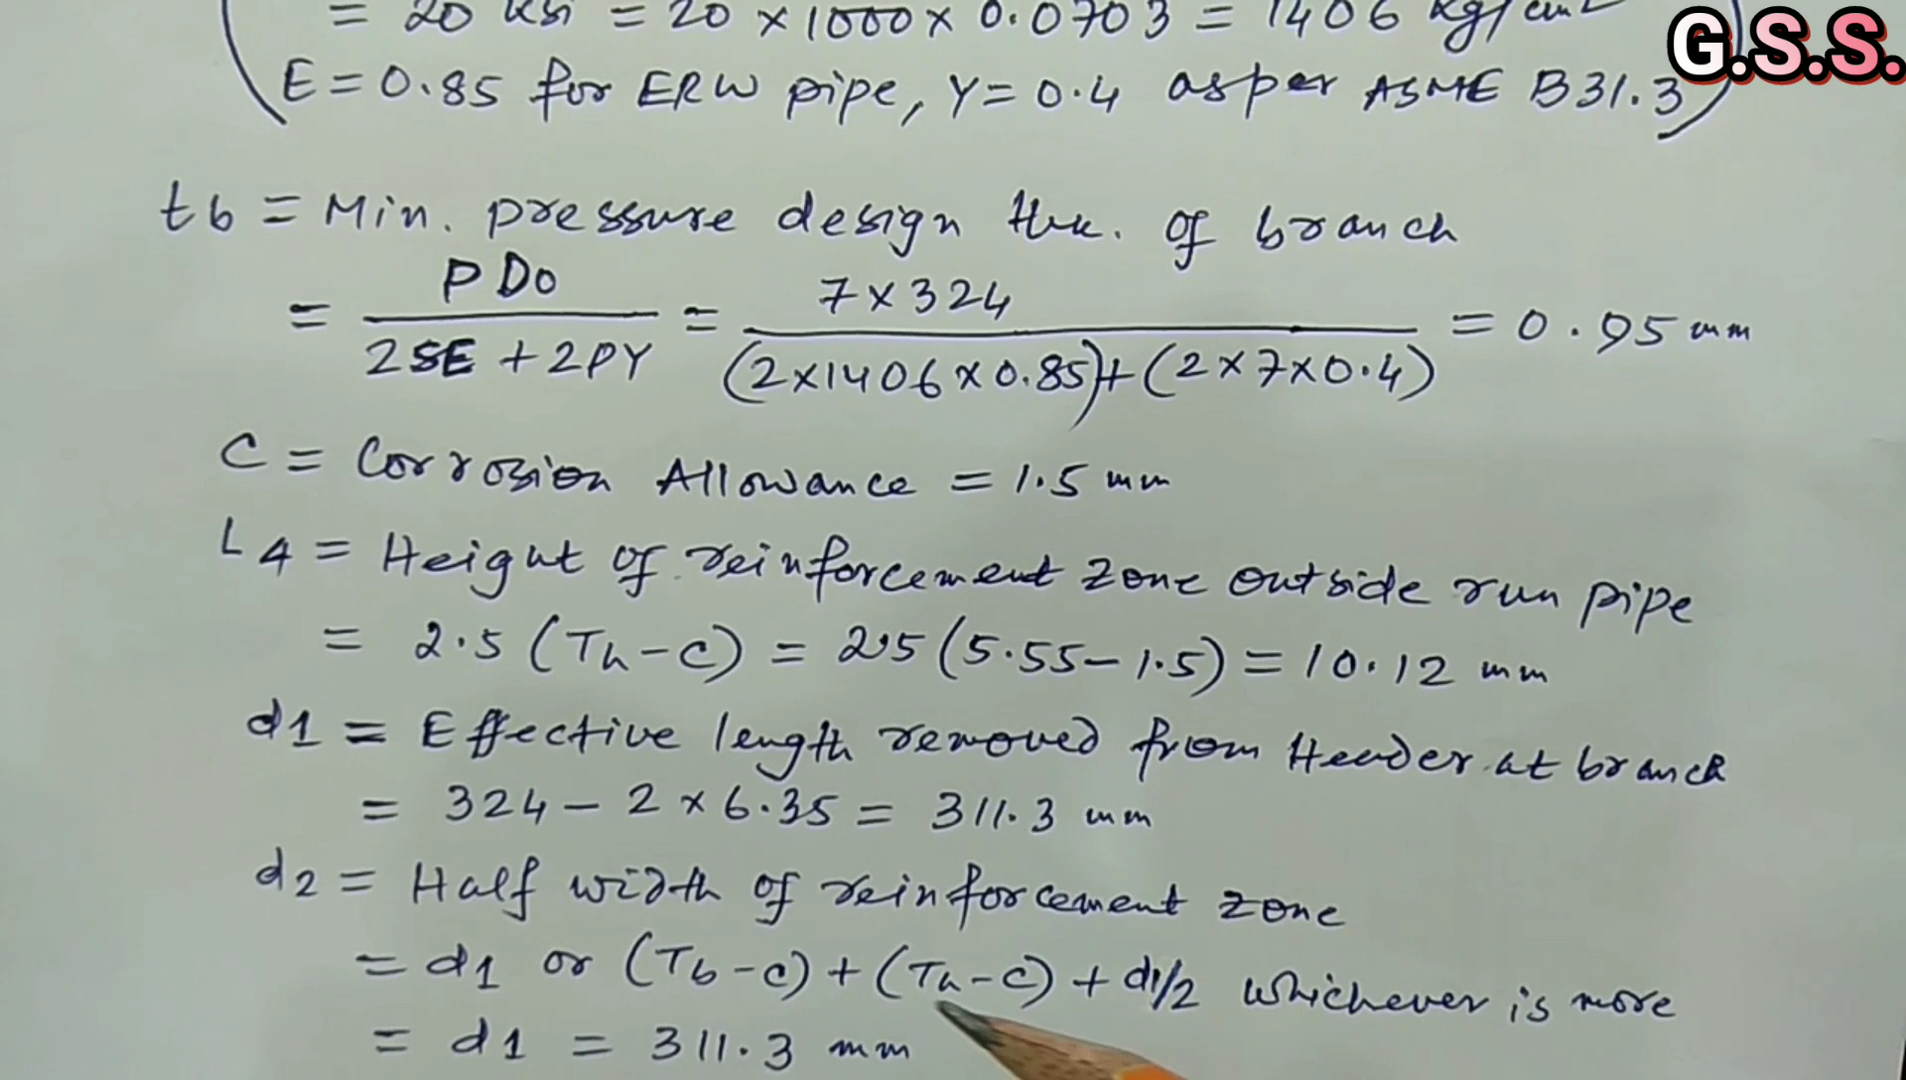 = 20 ksi = 20 × 1000 × 0.0703 = 1406 kg/cm2
G.S.S.
E = 0.85 for ERW pipe, Y = 0.4 as per ASME B31.3)
tb = Min. pressure design thk. of branch
= P Do / 2SE + 2PY = 7 × 324 / (2×1406×0.85)+(2×7×0.4) = 0.95 mm
C = Corrosion Allowance = 1.5 mm
L4 = Height of reinforcement zone outside run pipe
= 2.5 (Th - C) = 2.5 (5.55 - 1.5) = 10.12 mm
d1 = Effective length removed from Header at branch
= 324 - 2 × 6.35 = 311.3 mm
d2 = Half width of reinforcement zone
= d1 or (Tb - c) + (Th - C) + d1/2 whichever is more
= d1 = 311.3 mm